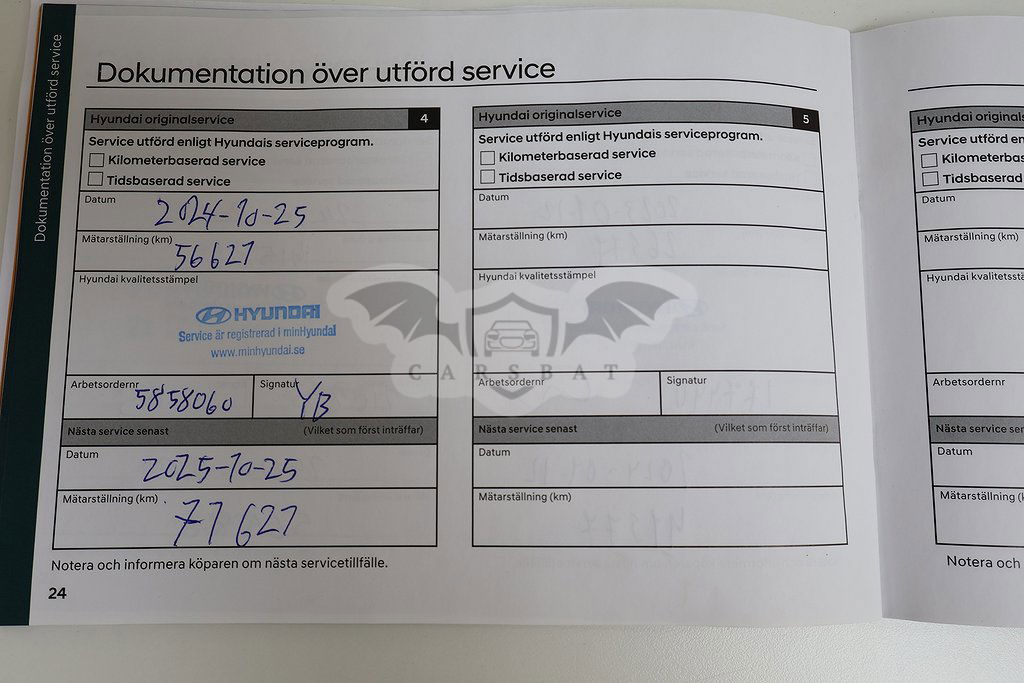 Dokumentation över utförd service
Dokumentation över utförd service
Hyundai originalservice 4
Service utförd enligt Hyundais serviceprogram.
Kilometerbaserad service
Tidsbaserad service
Datum
2024-10-25
Mätarställning (km)
56627
Hyundai kvalitetsstämpel
HYUNDAI
Service är registrerad i minHyundai
www.minhyundai.se
Arbetsordernr 5858060 Signatur YB
Nästa service senast (Vilket som först inträffar)
Datum
2025-10-25
Mätarställning (km)
77627
Notera och informera köparen om nästa servicetillfälle.
24
Hyundai originalservice 5
Service utförd enligt Hyundais serviceprogram.
Kilometerbaserad service
Tidsbaserad service
Datum
Mätarställning (km)
Hyundai kvalitetsstämpel
CARSBAT
Arbetsordernr Signatur
Nästa service senast (Vilket som först inträffar)
Datum
Mätarställning (km)
Hyundai originals
Service utförd en
Kilometerbas
Tidsbaserad
Datum
Mätarställning (km)
Hyundai kvalitetsstä
Arbetsordernr
Nästa service ser
Datum
Mätarställning (k
Notera och